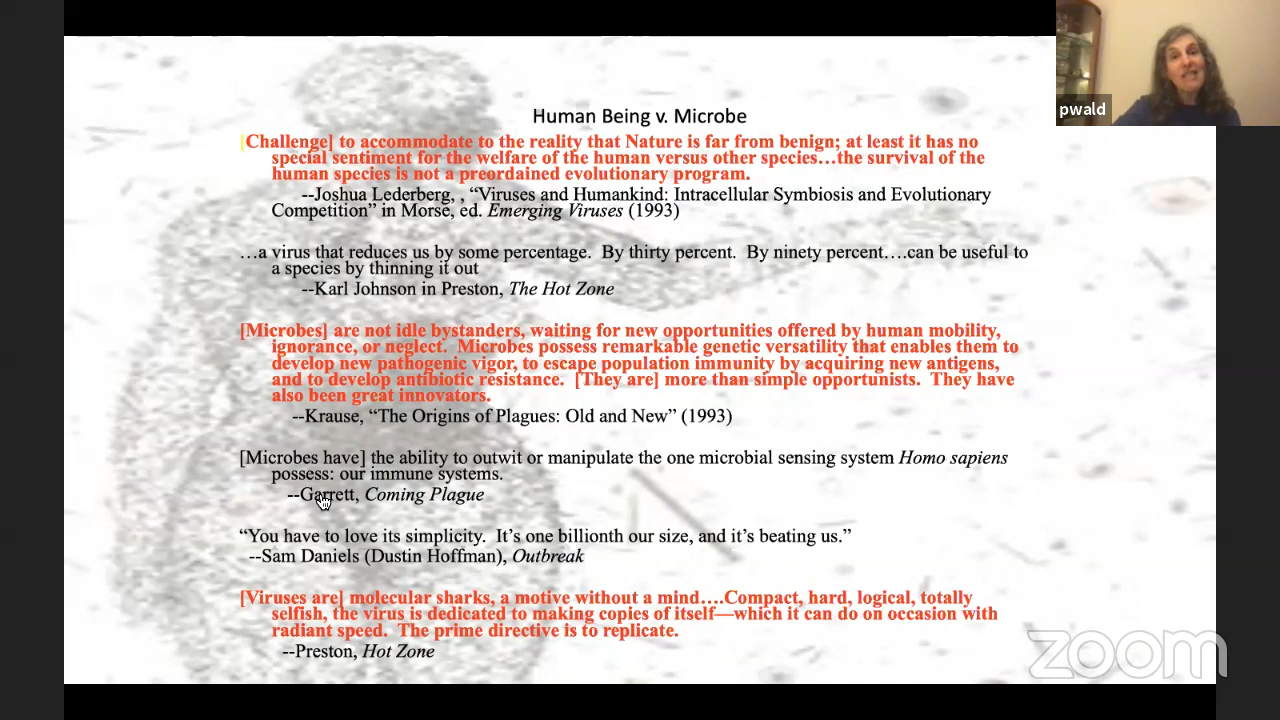 pwald
Human Being v. Microbe
[Challenge] to accommodate to the reality that Nature is far from benign; at least it has no
special sentiment for the welfare of the human versus other species…the survival of the
human species is not a preordained evolutionary program.
--Joshua Lederberg, , “Viruses and Humankind: Intracellular Symbiosis and Evolutionary
Competition” in Morse, ed. Emerging Viruses (1993)
…a virus that reduces us by some percentage. By thirty percent. By ninety percent….can be useful to
a species by thinning it out
--Karl Johnson in Preston, The Hot Zone
[Microbes] are not idle bystanders, waiting for new opportunities offered by human mobility,
ignorance, or neglect. Microbes possess remarkable genetic versatility that enables them to
develop new pathogenic vigor, to escape population immunity by acquiring new antigens,
and to develop antibiotic resistance. [They are] more than simple opportunists. They have
also been great innovators.
--Krause, “The Origins of Plagues: Old and New” (1993)
[Microbes have] the ability to outwit or manipulate the one microbial sensing system Homo sapiens
possess: our immune systems.
--Garrett, Coming Plague
“You have to love its simplicity. It’s one billionth our size, and it’s beating us.”
--Sam Daniels (Dustin Hoffman), Outbreak
[Viruses are] molecular sharks, a motive without a mind….Compact, hard, logical, totally
selfish, the virus is dedicated to making copies of itself—which it can do on occasion with
radiant speed. The prime directive is to replicate.
--Preston, Hot Zone
zoom